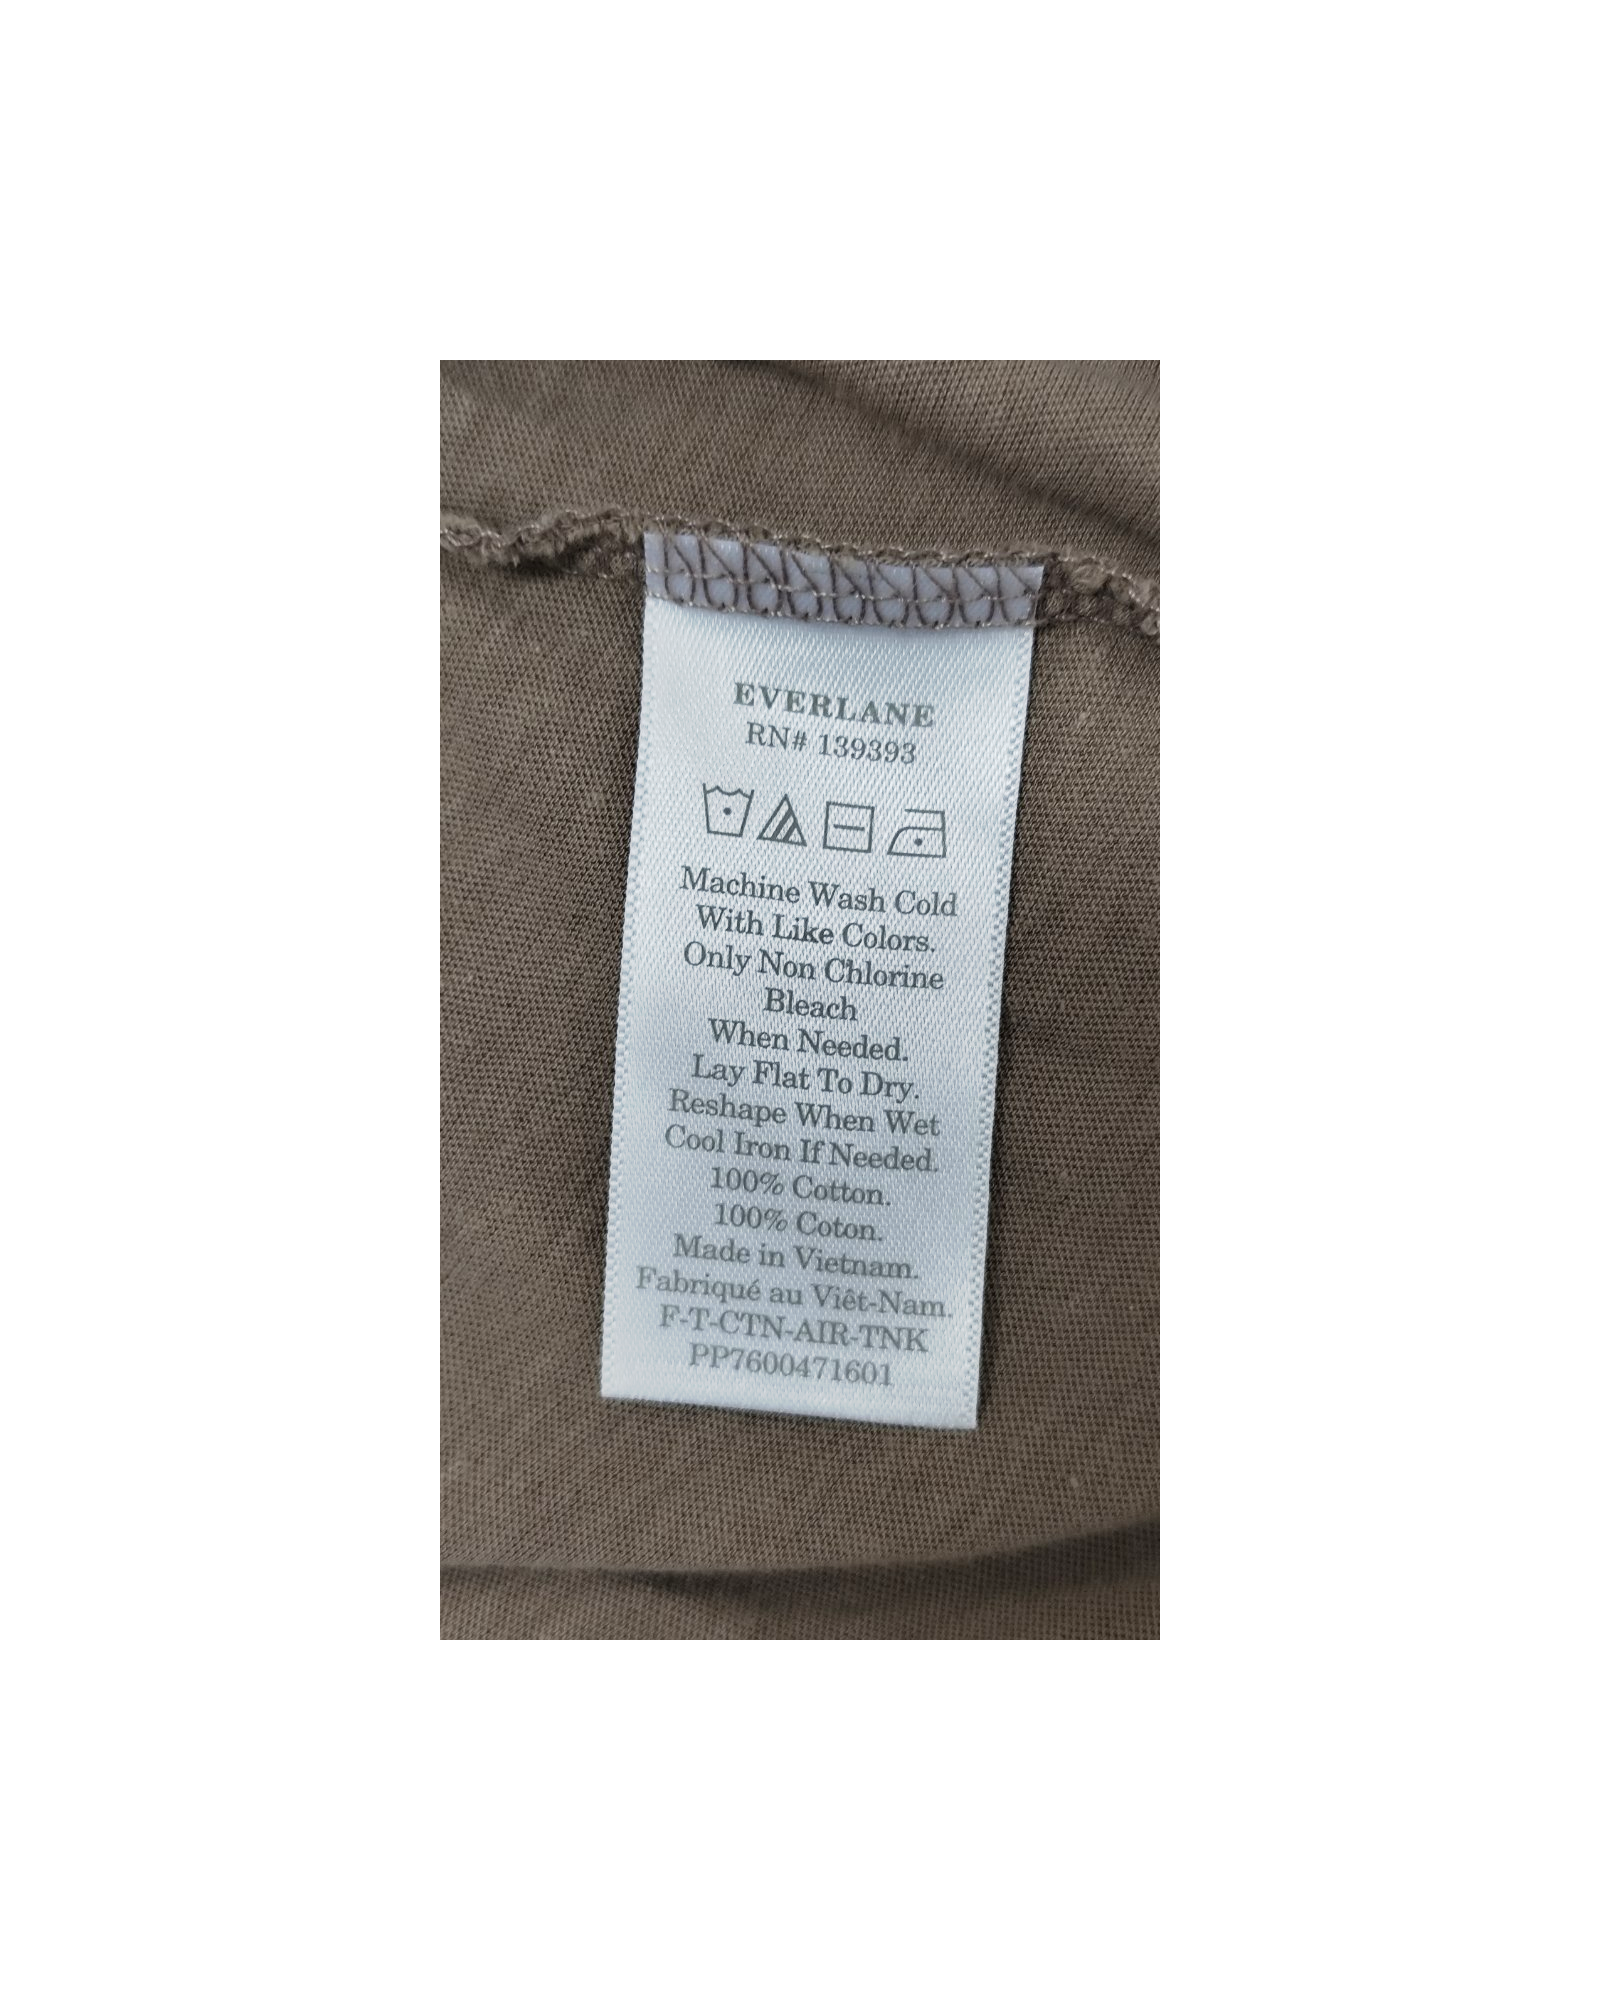 EVERLANE
RN# 139393
Machine Wash Cold
With Like Colors.
Only Non Chlorine
Bleach
When Needed.
Lay Flat To Dry.
Reshape When Wet
Cool Iron If Needed.
100% Cotton.
100% Coton.
Made in Vietnam.
Fabriqué au Viêt-Nam.
F-T-CTN-AIR-TNK
PP7600471601